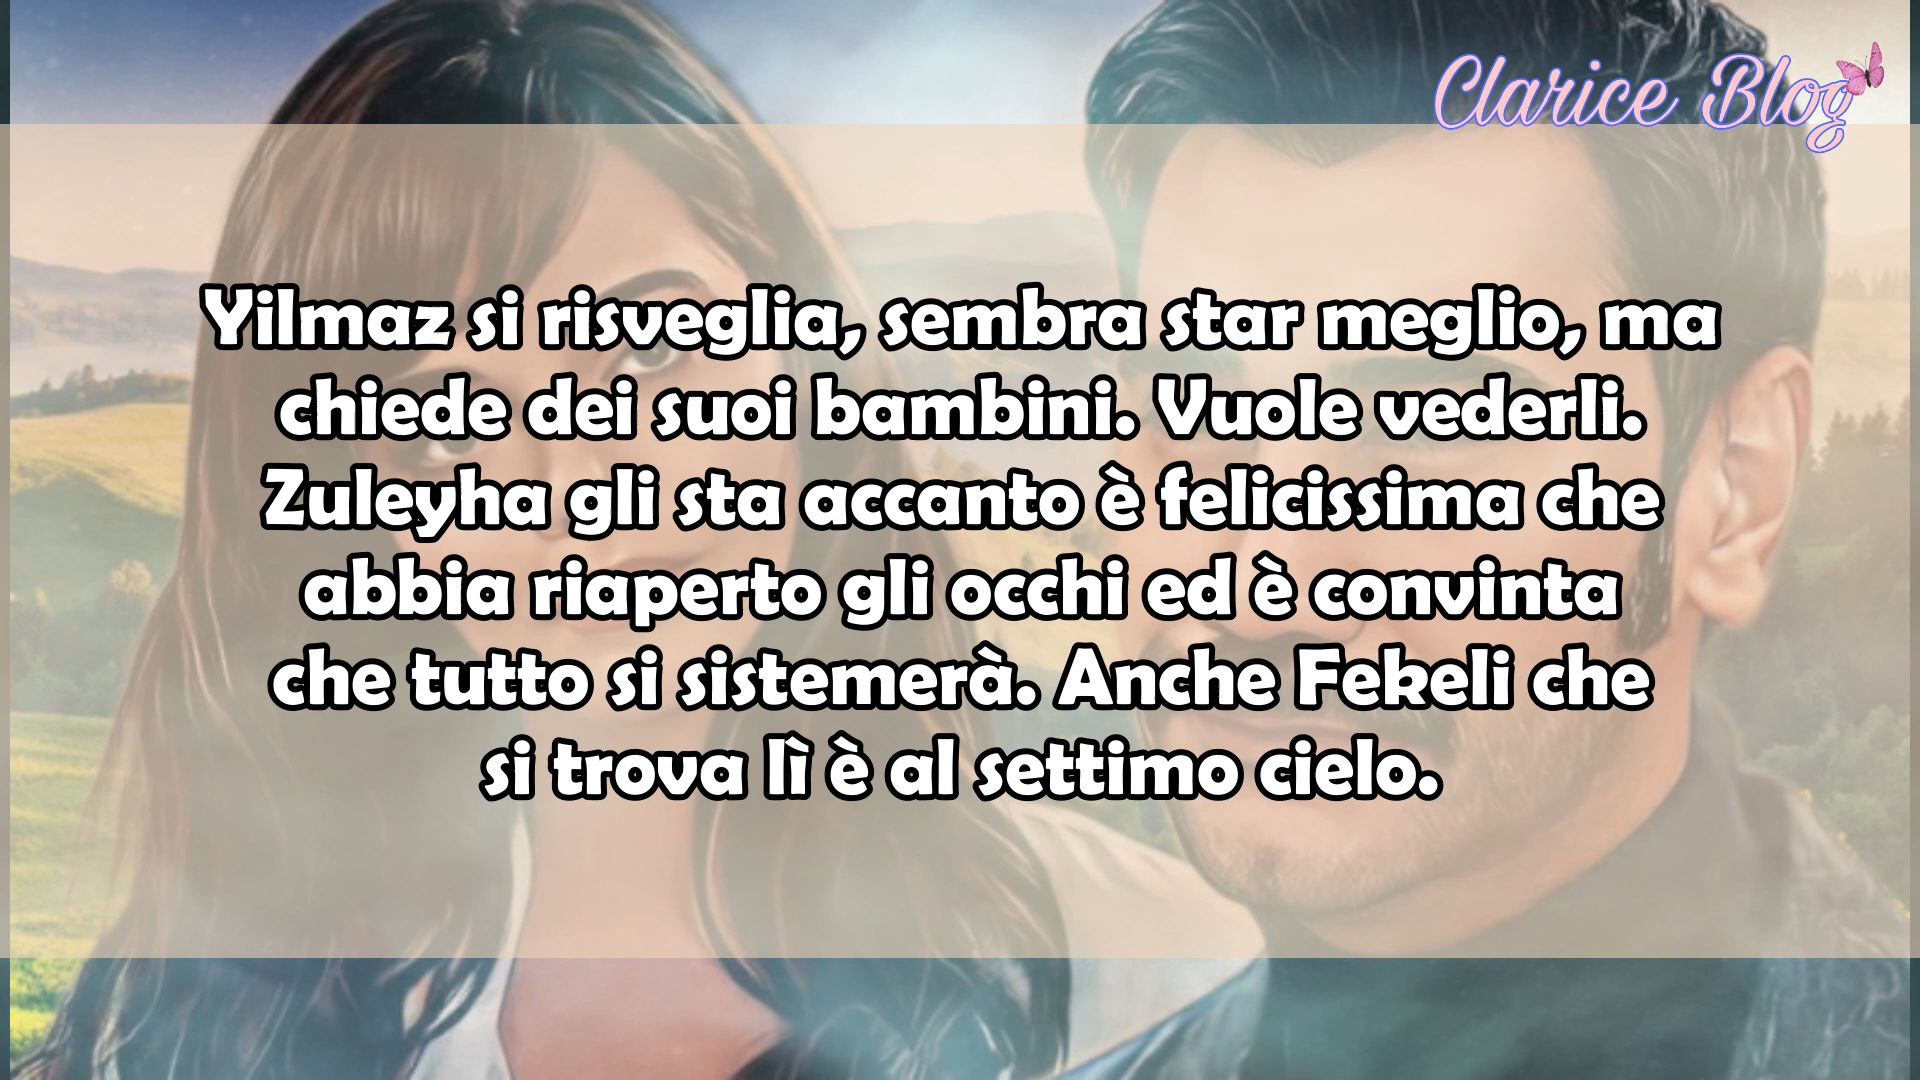 Clarice Blog
Yilmaz si risveglia, sembra star meglio, ma
chiede dei suoi bambini. Vuole vederli.
Zuleyha gli sta accanto è felicissima che
abbia riaperto gli occhi ed è convinta
che tutto si sistemerà. Anche Fekeli che
si trova lì è al settimo cielo.